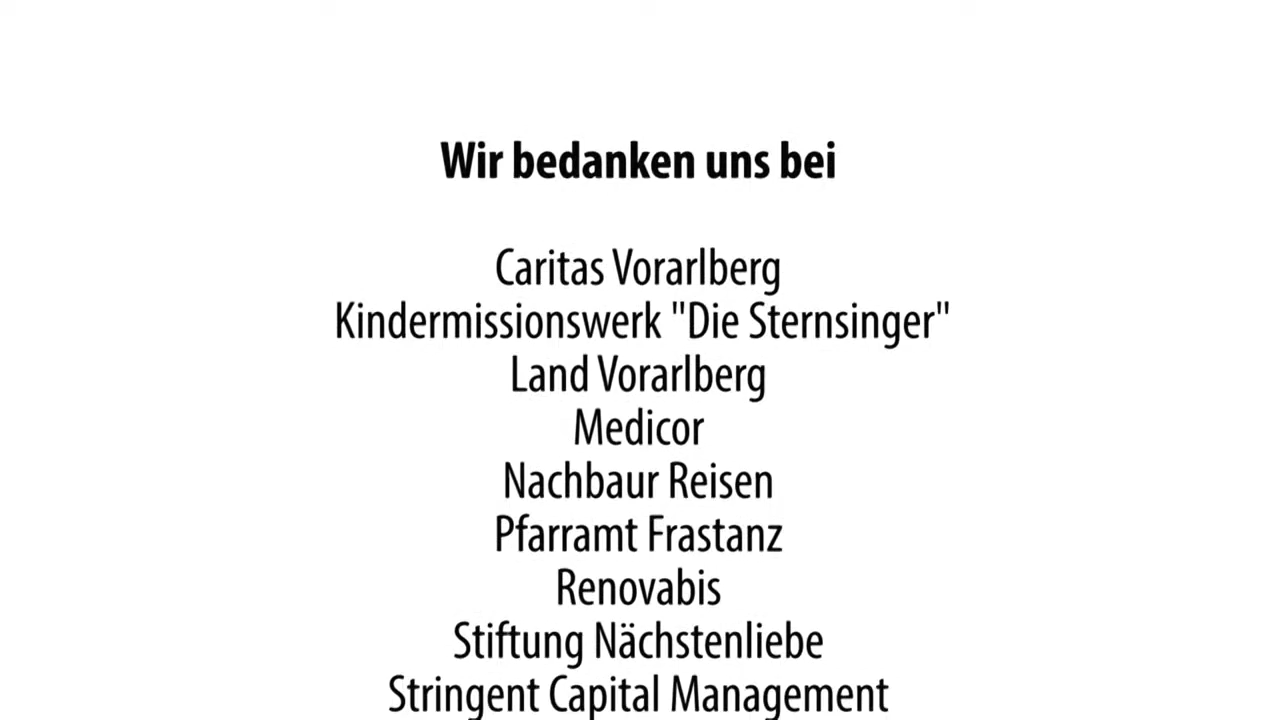 Wir bedanken uns bei
Caritas Vorarlberg
Kindermissionswerk "Die Sternsinger"
Land Vorarlberg
Medicor
Nachbaur Reisen
Pfarramt Frastanz
Renovabis
Stiftung Nächstenliebe
Stringent Capital Management